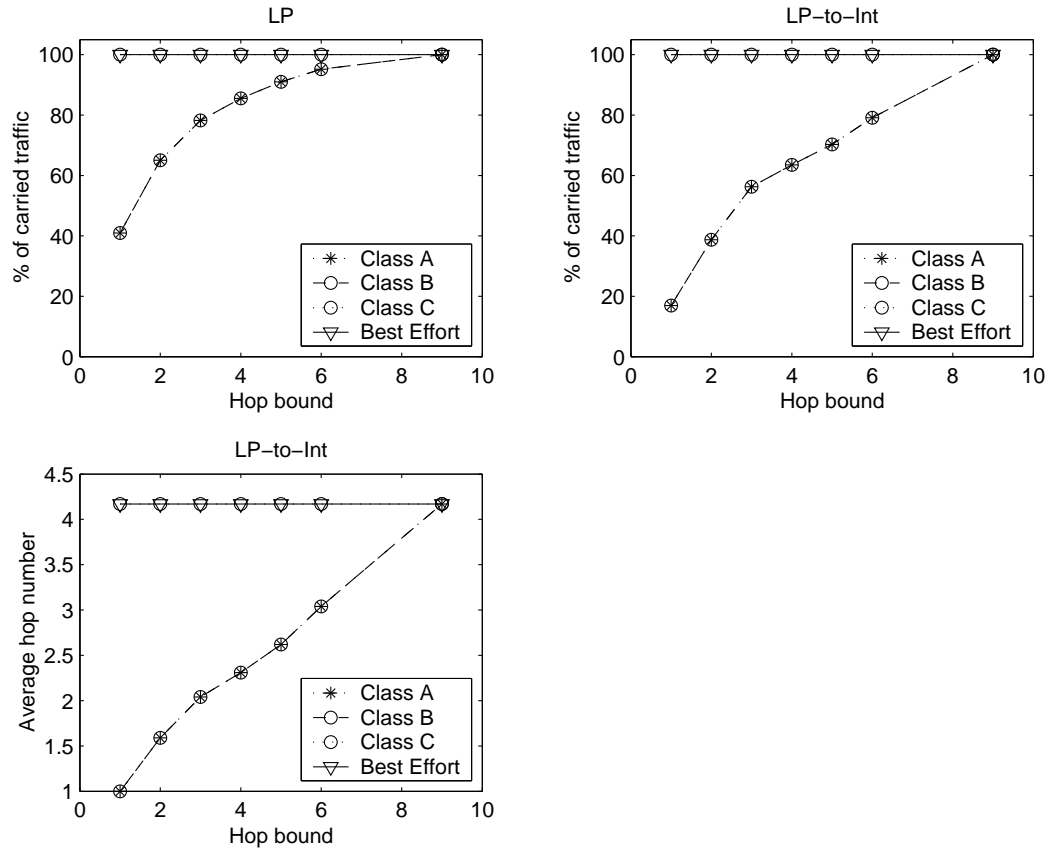 LP
% of carried traffic
100
80
60
40
20
0
0 2 4 6 8 10
Hop bound
Class A
Class B
Class C
Best Effort
LP−to−Int
% of carried traffic
100
80
60
40
20
0
0 2 4 6 8 10
Hop bound
Class A
Class B
Class C
Best Effort
LP−to−Int
Average hop number
4.5
4
3.5
3
2.5
2
1.5
1
0 2 4 6 8 10
Hop bound
Class A
Class B
Class C
Best Effort